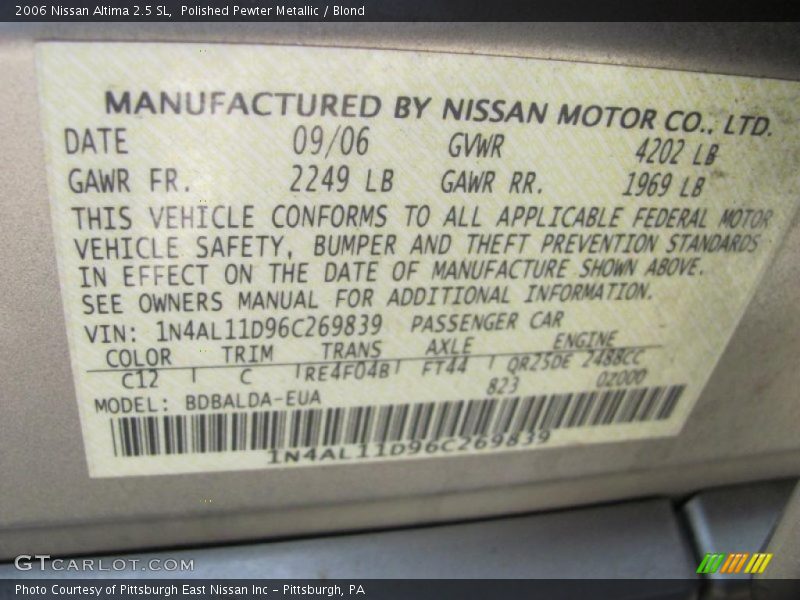 2006 Nissan Altima 2.5 SL,  Polished Pewter Metallic / Blond
MANUFACTURED BY NISSAN MOTOR CO., LTD.
DATE 09/06 GVWR 4202 LB
GAWR FR. 2249 LB GAWR RR. 1969 LB
THIS VEHICLE CONFORMS TO ALL APPLICABLE FEDERAL MOTOR
VEHICLE SAFETY, BUMPER AND THEFT PREVENTION STANDARDS
IN EFFECT ON THE DATE OF MANUFACTURE SHOWN ABOVE.
SEE OWNERS MANUAL FOR ADDITIONAL INFORMATION.
VIN: 1N4AL11D96C269839 PASSENGER CAR
COLOR TRIM TRANS AXLE ENGINE
C12 C RE4F04B FT44 QR25DE 2488CC
MODEL: BDBALDA-EUA 823 0Z000
1N4AL11D96C269839
GTCARLOT.COM
Photo Courtesy of Pittsburgh East Nissan Inc - Pittsburgh, PA